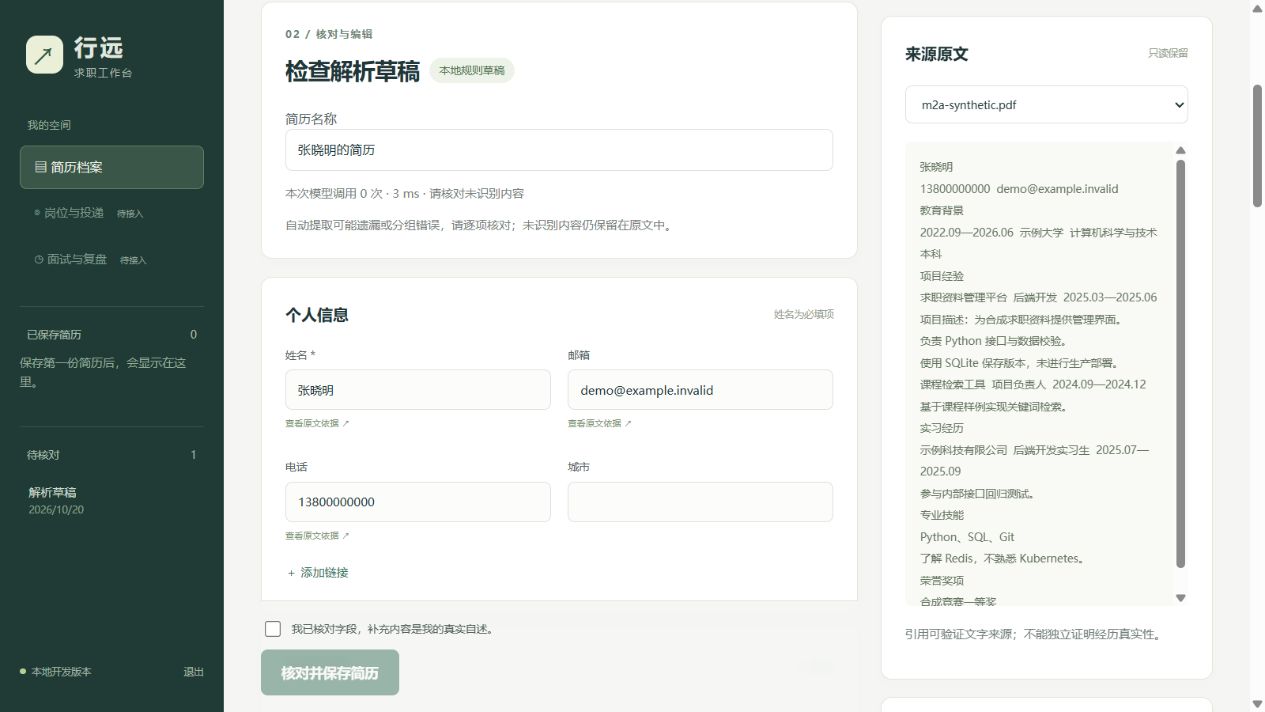 行远
求职工作台
我的空间
简历档案
岗位与投递 待接入
面试与复盘 待接入
已保存简历 0
保存第一份简历后，会显示在这
里。
待核对 1
解析草稿
2026/10/20
本地开发版本 退出
02 / 核对与编辑
检查解析草稿 本地规则草稿
简历名称
张晓明的简历
本次模型调用 0 次 · 3 ms · 请核对未识别内容
自动提取可能遗漏或分组错误，请逐项核对；未识别内容仍保留在原文中。
个人信息 姓名为必填项
姓名 * 邮箱
张晓明 demo@example.invalid
查看原文依据 ↗ 查看原文依据 ↗
电话 城市
13800000000
查看原文依据 ↗
+ 添加链接
我已核对字段，补充内容是我的真实自述。
核对并保存简历
来源原文 只读保留
m2a-synthetic.pdf
张晓明
13800000000 demo@example.invalid
教育背景
2022.09—2026.06 示例大学 计算机科学与技术
本科
项目经验
求职资料管理平台 后端开发 2025.03—2025.06
项目描述：为合成求职资料提供管理界面。
负责 Python 接口与数据校验。
使用 SQLite 保存版本，未进行生产部署。
课程检索工具 项目负责人 2024.09—2024.12
基于课程样例实现关键词检索。
实习经历
示例科技有限公司 后端开发实习生 2025.07—
2025.09
参与内部接口回归测试。
专业技能
Python、SQL、Git
了解 Redis，不熟悉 Kubernetes。
荣誉奖项
合成竞赛一等奖
引用可验证文字来源；不能独立证明经历真实性。